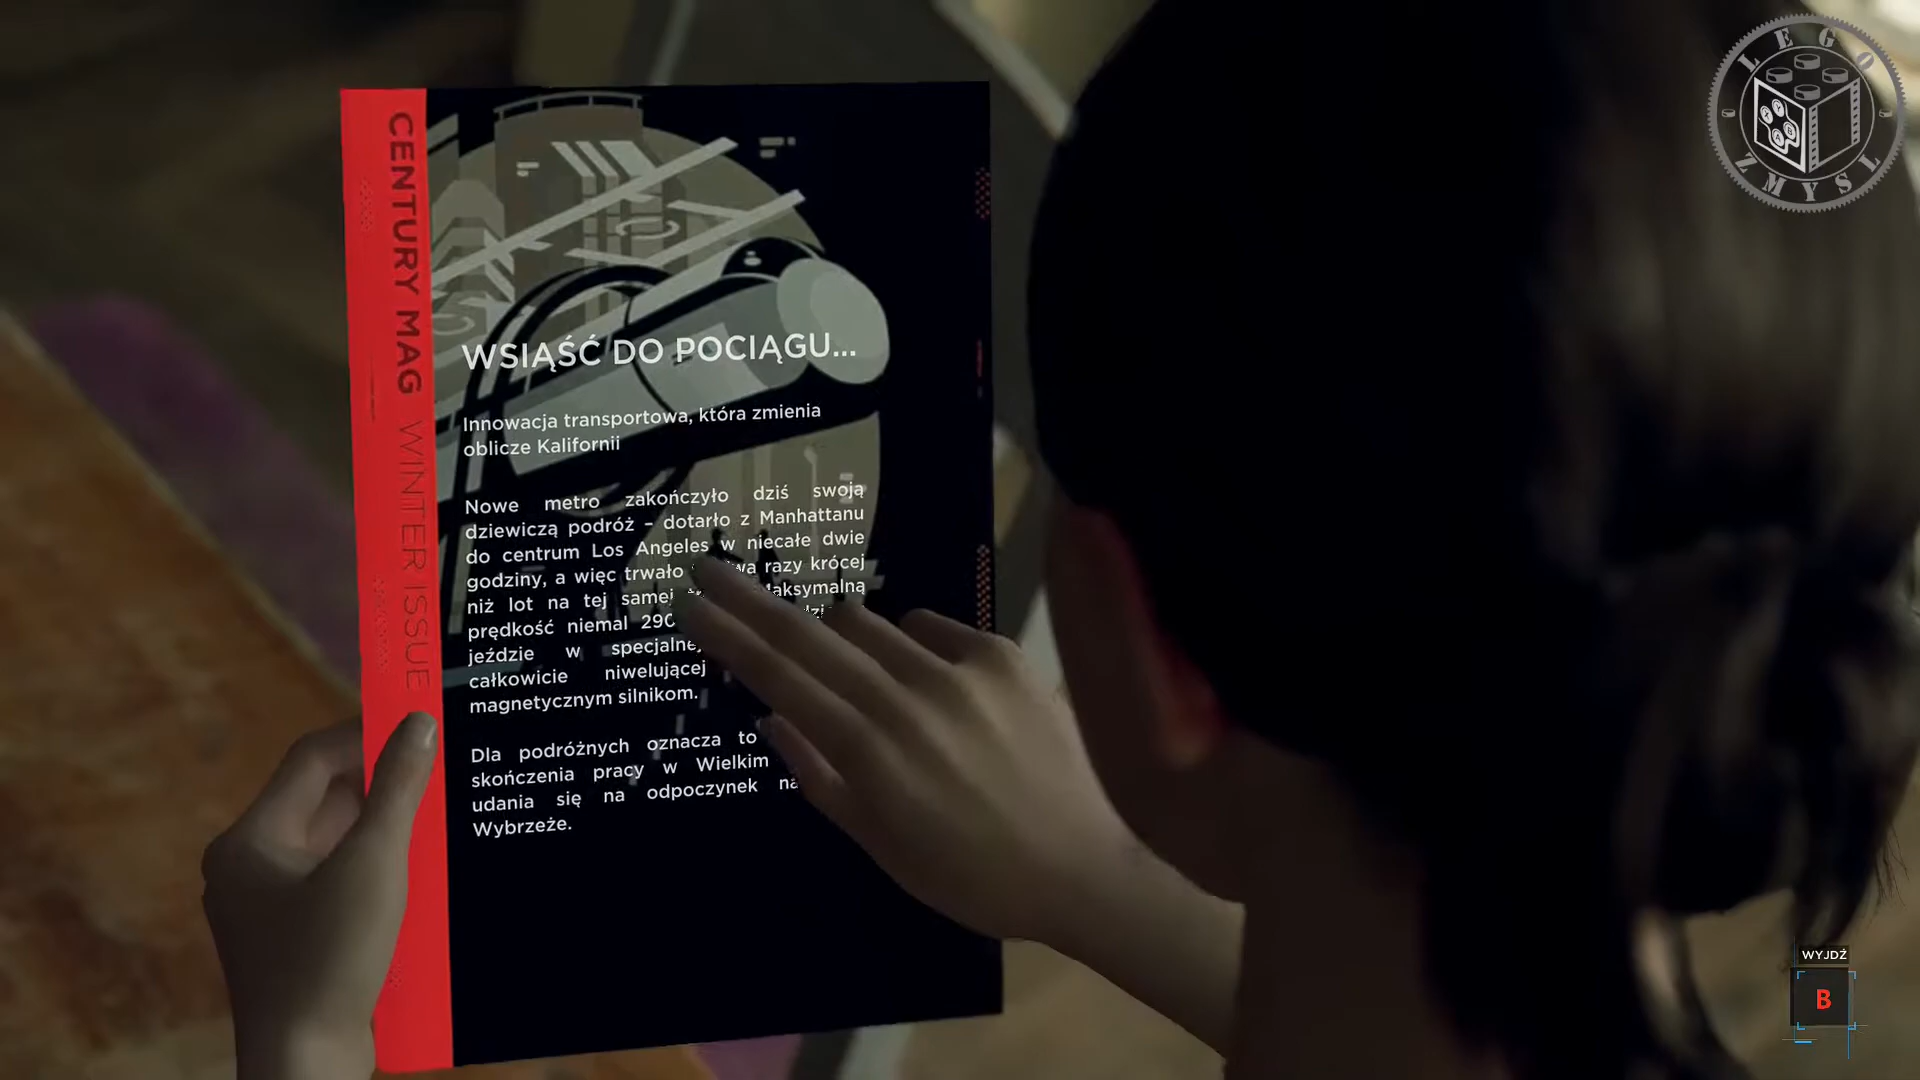 LEGO
ZMYSL
CENTURY MAG WINTER ISSUE
WSIĄŚĆ DO POCIĄGU...
Innowacja transportowa, która zmienia
oblicze Kalifornii
Nowe metro zakończyło dziś swoją
dziewiczą podróż – dotarło z Manhattanu
do centrum Los Angeles w niecałe dwie
godziny, a więc trwało razy krócej
niż lot na tej samej
prędkość niemal
jeździe w
całkowicie niwelującej
magnetycznym silnikom.
Dla podróżnych oznacza to
skończenia pracy w Wielkim
udania się na odpoczynek
Wybrzeże.
WYJDŹ
B